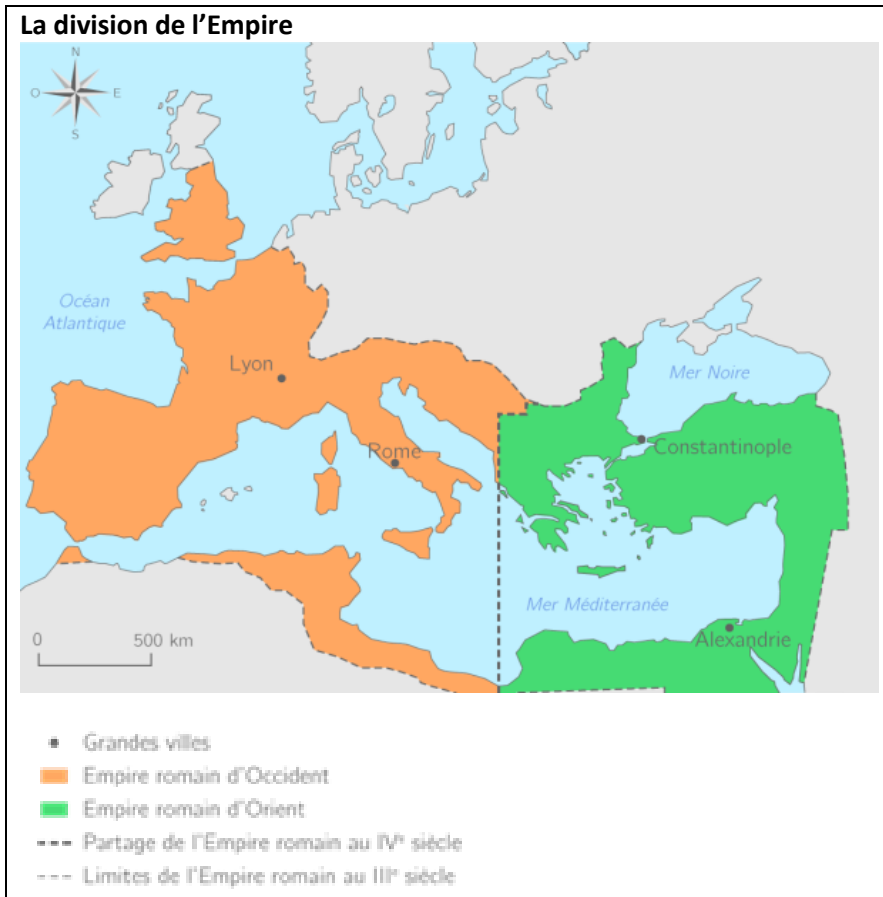 La division de l’Empire
N
O E
S
Océan
Atlantique
Mer Noire
Lyon
Constantinople
Rome
Mer Méditerranée
Alexandrie
0 500 km
Grandes villes
Empire romain d'Occident
Empire romain d'Orient
Partage de l'Empire romain au IVᵉ siècle
Limites de l'Empire romain au IIIᵉ siècle